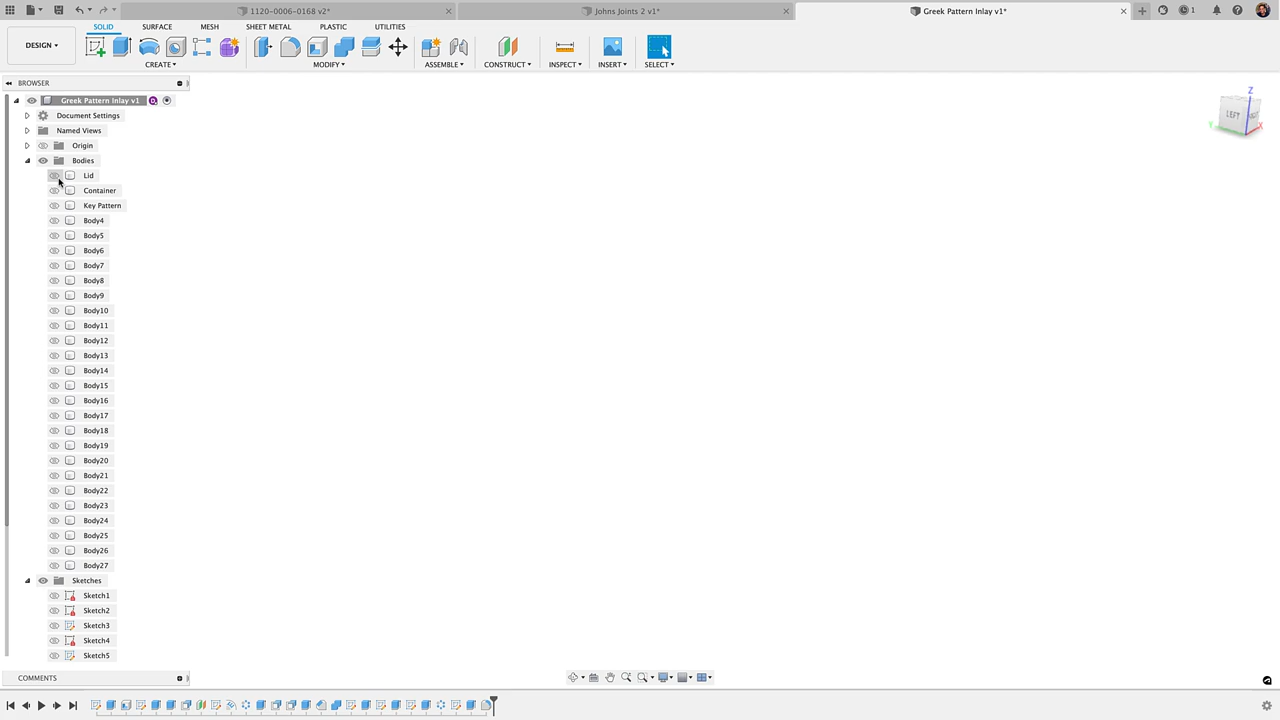 1120-0006-0168 v2*
Johns Joints 2 v1*
Greek Pattern Inlay v1*
1
DESIGN
SOLID
SURFACE
MESH
SHEET METAL
PLASTIC
UTILITIES
CREATE
MODIFY
ASSEMBLE
CONSTRUCT
INSPECT
INSERT
SELECT
BROWSER
Greek Pattern Inlay v1
Document Settings
Named Views
Origin
Bodies
Lid
Container
Key Pattern
Body4
Body5
Body6
Body7
Body8
Body9
Body10
Body11
Body12
Body13
Body14
Body15
Body16
Body17
Body18
Body19
Body20
Body21
Body22
Body23
Body24
Body25
Body26
Body27
Sketches
Sketch1
Sketch2
Sketch3
Sketch4
Sketch5
COMMENTS
Z
LEFT
Y
X